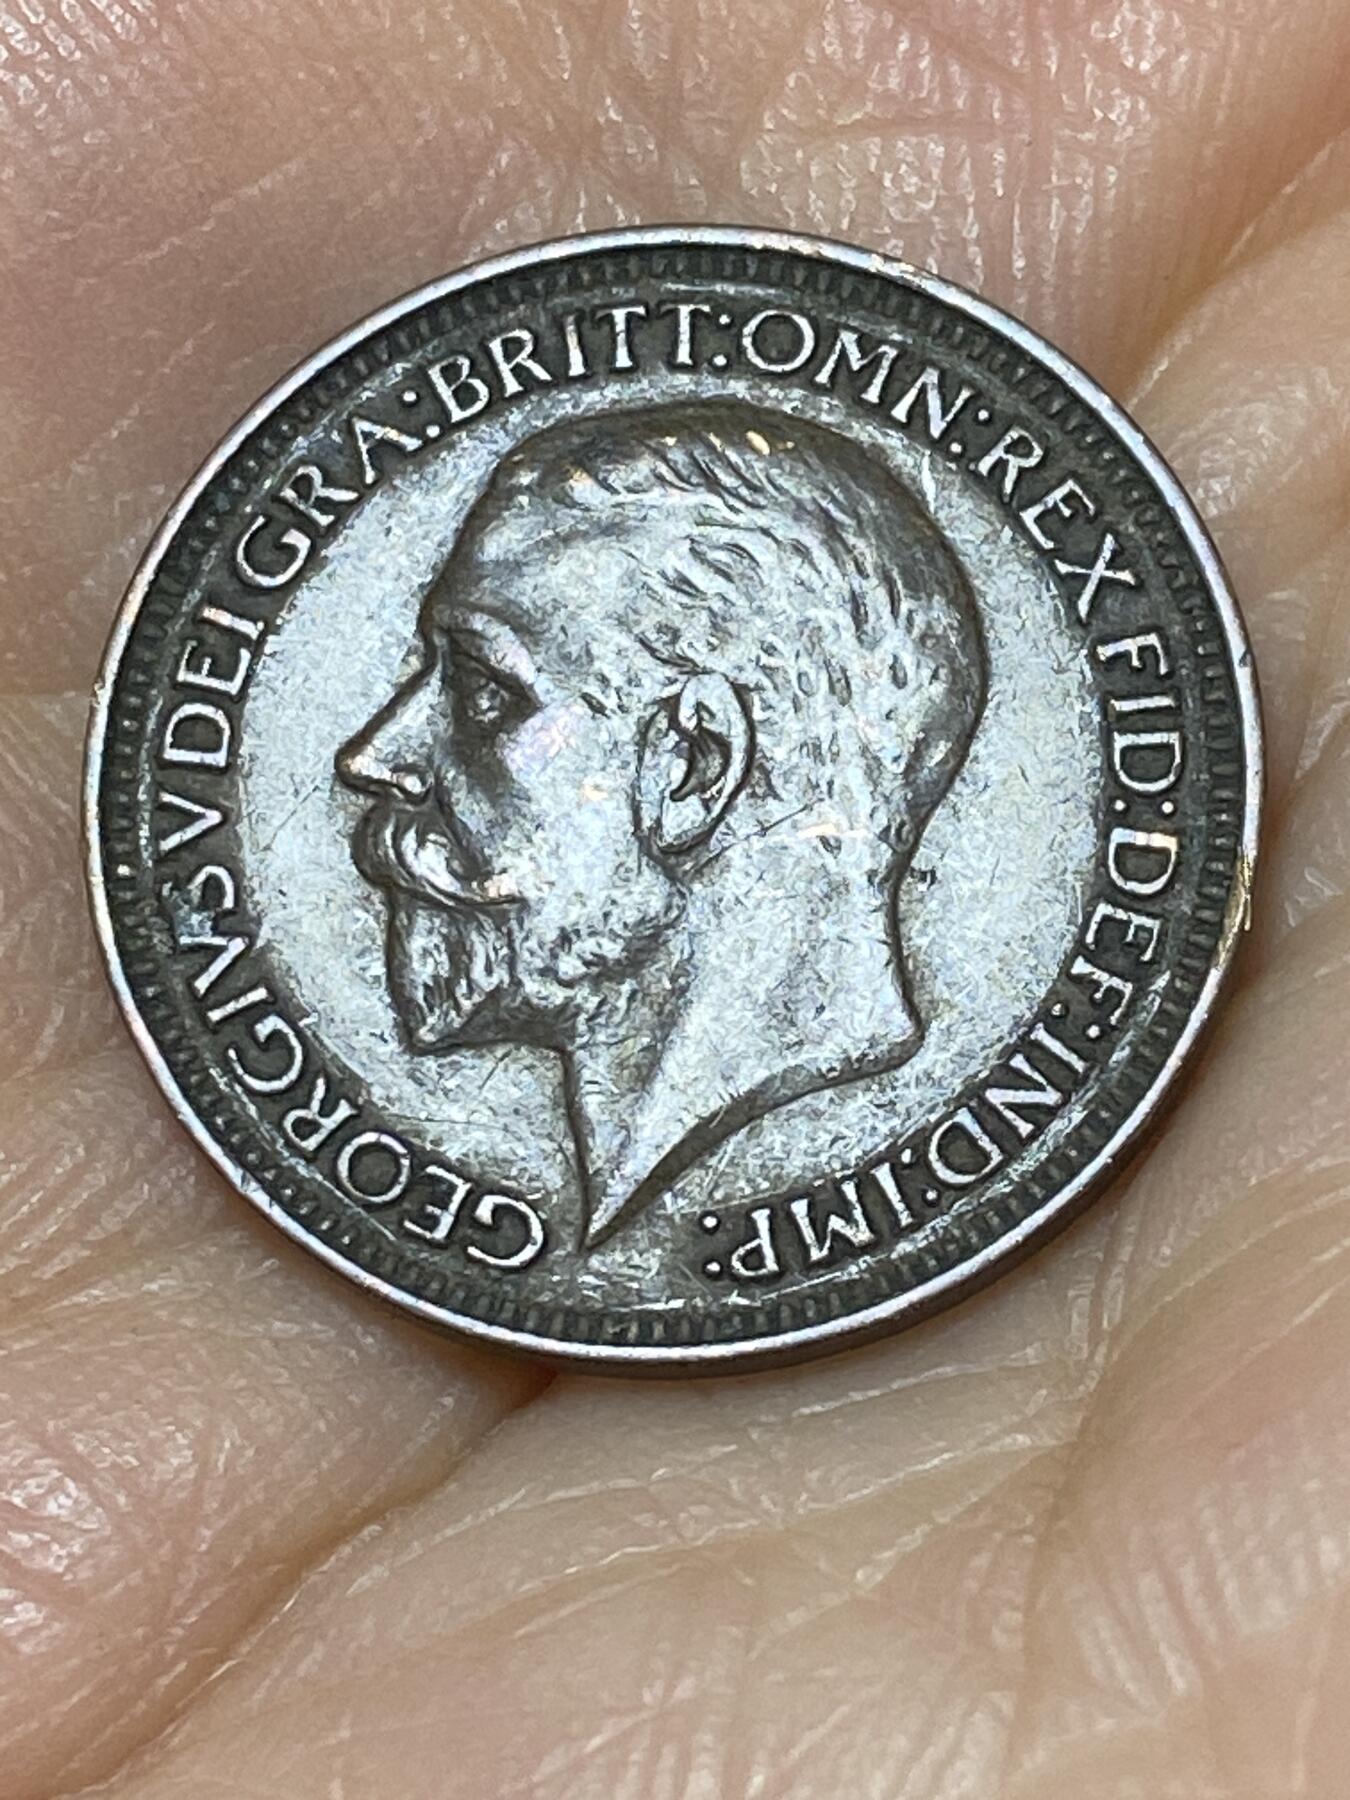 GEORGIVS V DEI GRA: BRITT: OMN: REX FID: DEF: IND: IMP: